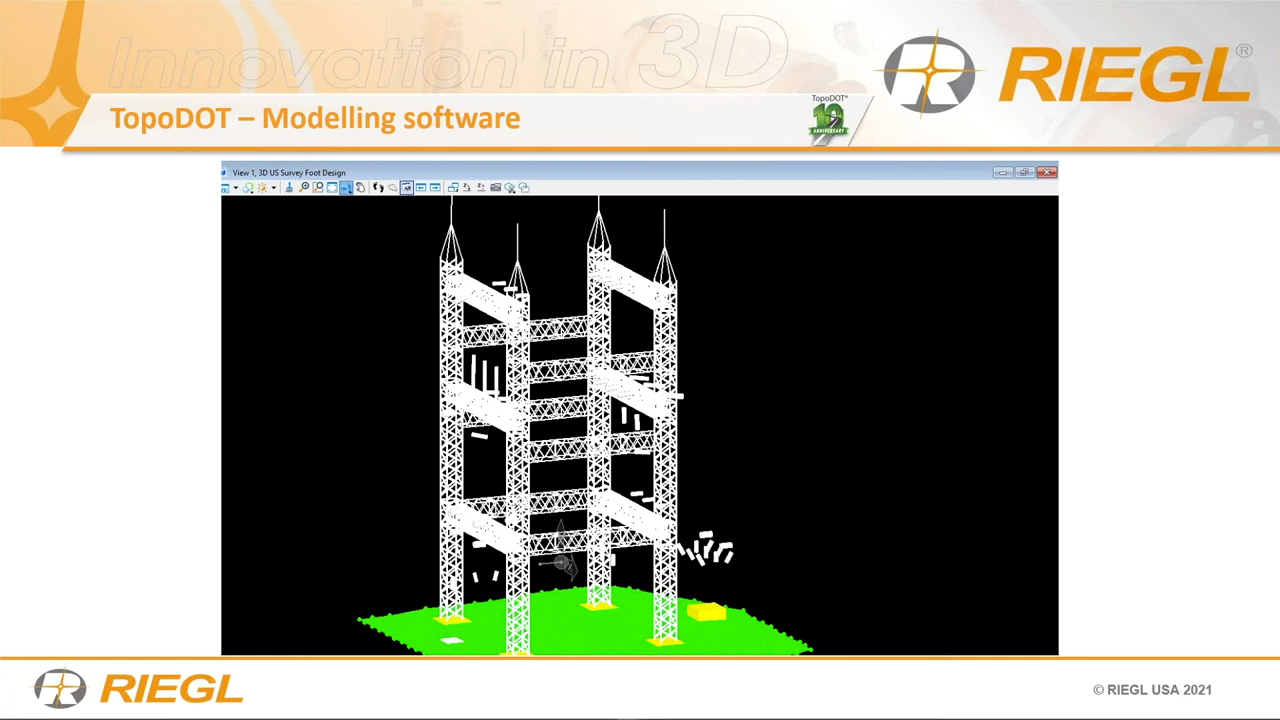 Innovation in 3D
RIEGL®
TopoDOT – Modelling software
TopoDOT®
10
ANNIVERSARY
View 1, 3D US Survey Foot Design
RIEGL
© RIEGL USA 2021